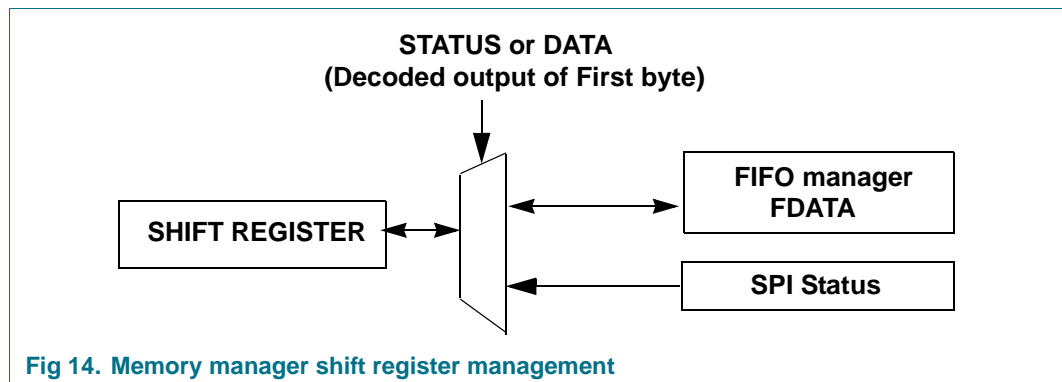 STATUS or DATA
(Decoded output of First byte)
FIFO manager
FDATA
SHIFT REGISTER
SPI Status
Fig 14. Memory manager shift register management